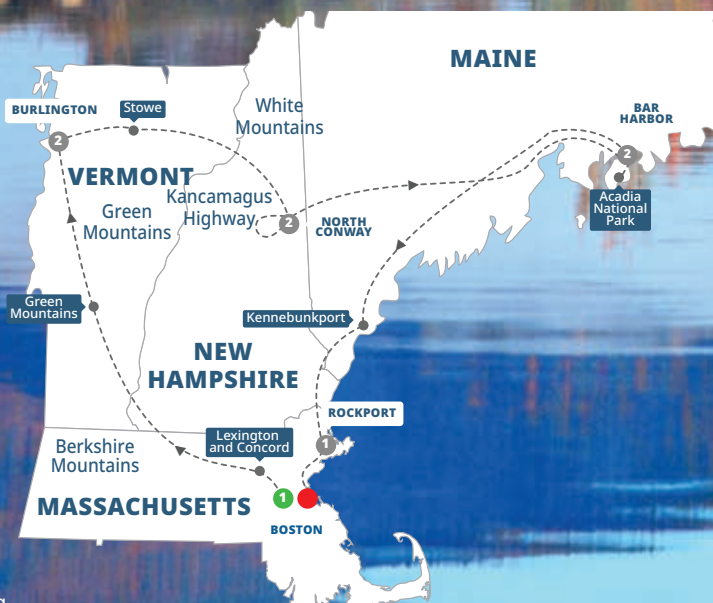 MAINE
BAR
HARBOR
2
Acadia
National
Park
White
Mountains
BURLINGTON
Stowe
2
VERMONT
Green
Mountains
Kancamagus
Highway
2
NORTH
CONWAY
Green
Mountains
Kennebunkport
NEW
HAMPSHIRE
ROCKPORT
1
Lexington
and Concord
Berkshire
Mountains
MASSACHUSETTS
1
BOSTON